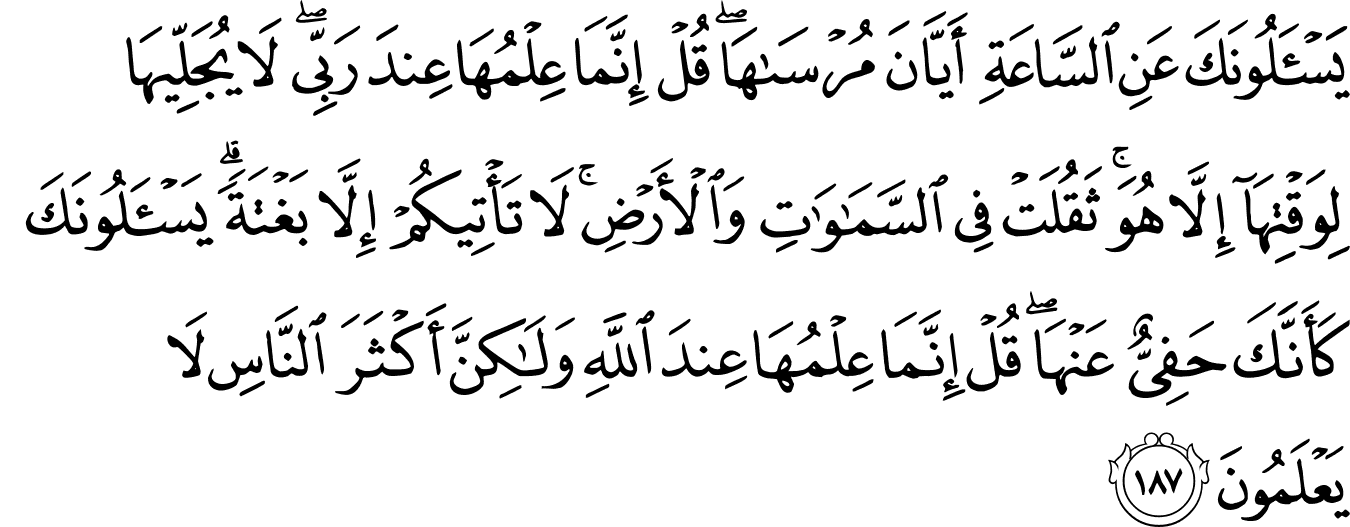 يَسْـَٔلُونَكَ عَنِ ٱلسَّاعَةِ أَيَّانَ مُرْسَىٰهَا ۖ قُلْ إِنَّمَا عِلْمُهَا عِندَ رَبِّى ۖ لَا يُجَلِّيهَا
لِوَقْتِهَآ إِلَّا هُوَ ۚ ثَقُلَتْ فِى ٱلسَّمَـٰوَٰتِ وَٱلْأَرْضِ ۚ لَا تَأْتِيكُمْ إِلَّا بَغْتَةً ۗ يَسْـَٔلُونَكَ
كَأَنَّكَ حَفِىٌّ عَنْهَا ۖ قُلْ إِنَّمَا عِلْمُهَا عِندَ ٱللَّهِ وَلَـٰكِنَّ أَكْثَرَ ٱلنَّاسِ لَا
يَعْلَمُونَ ١٨٧